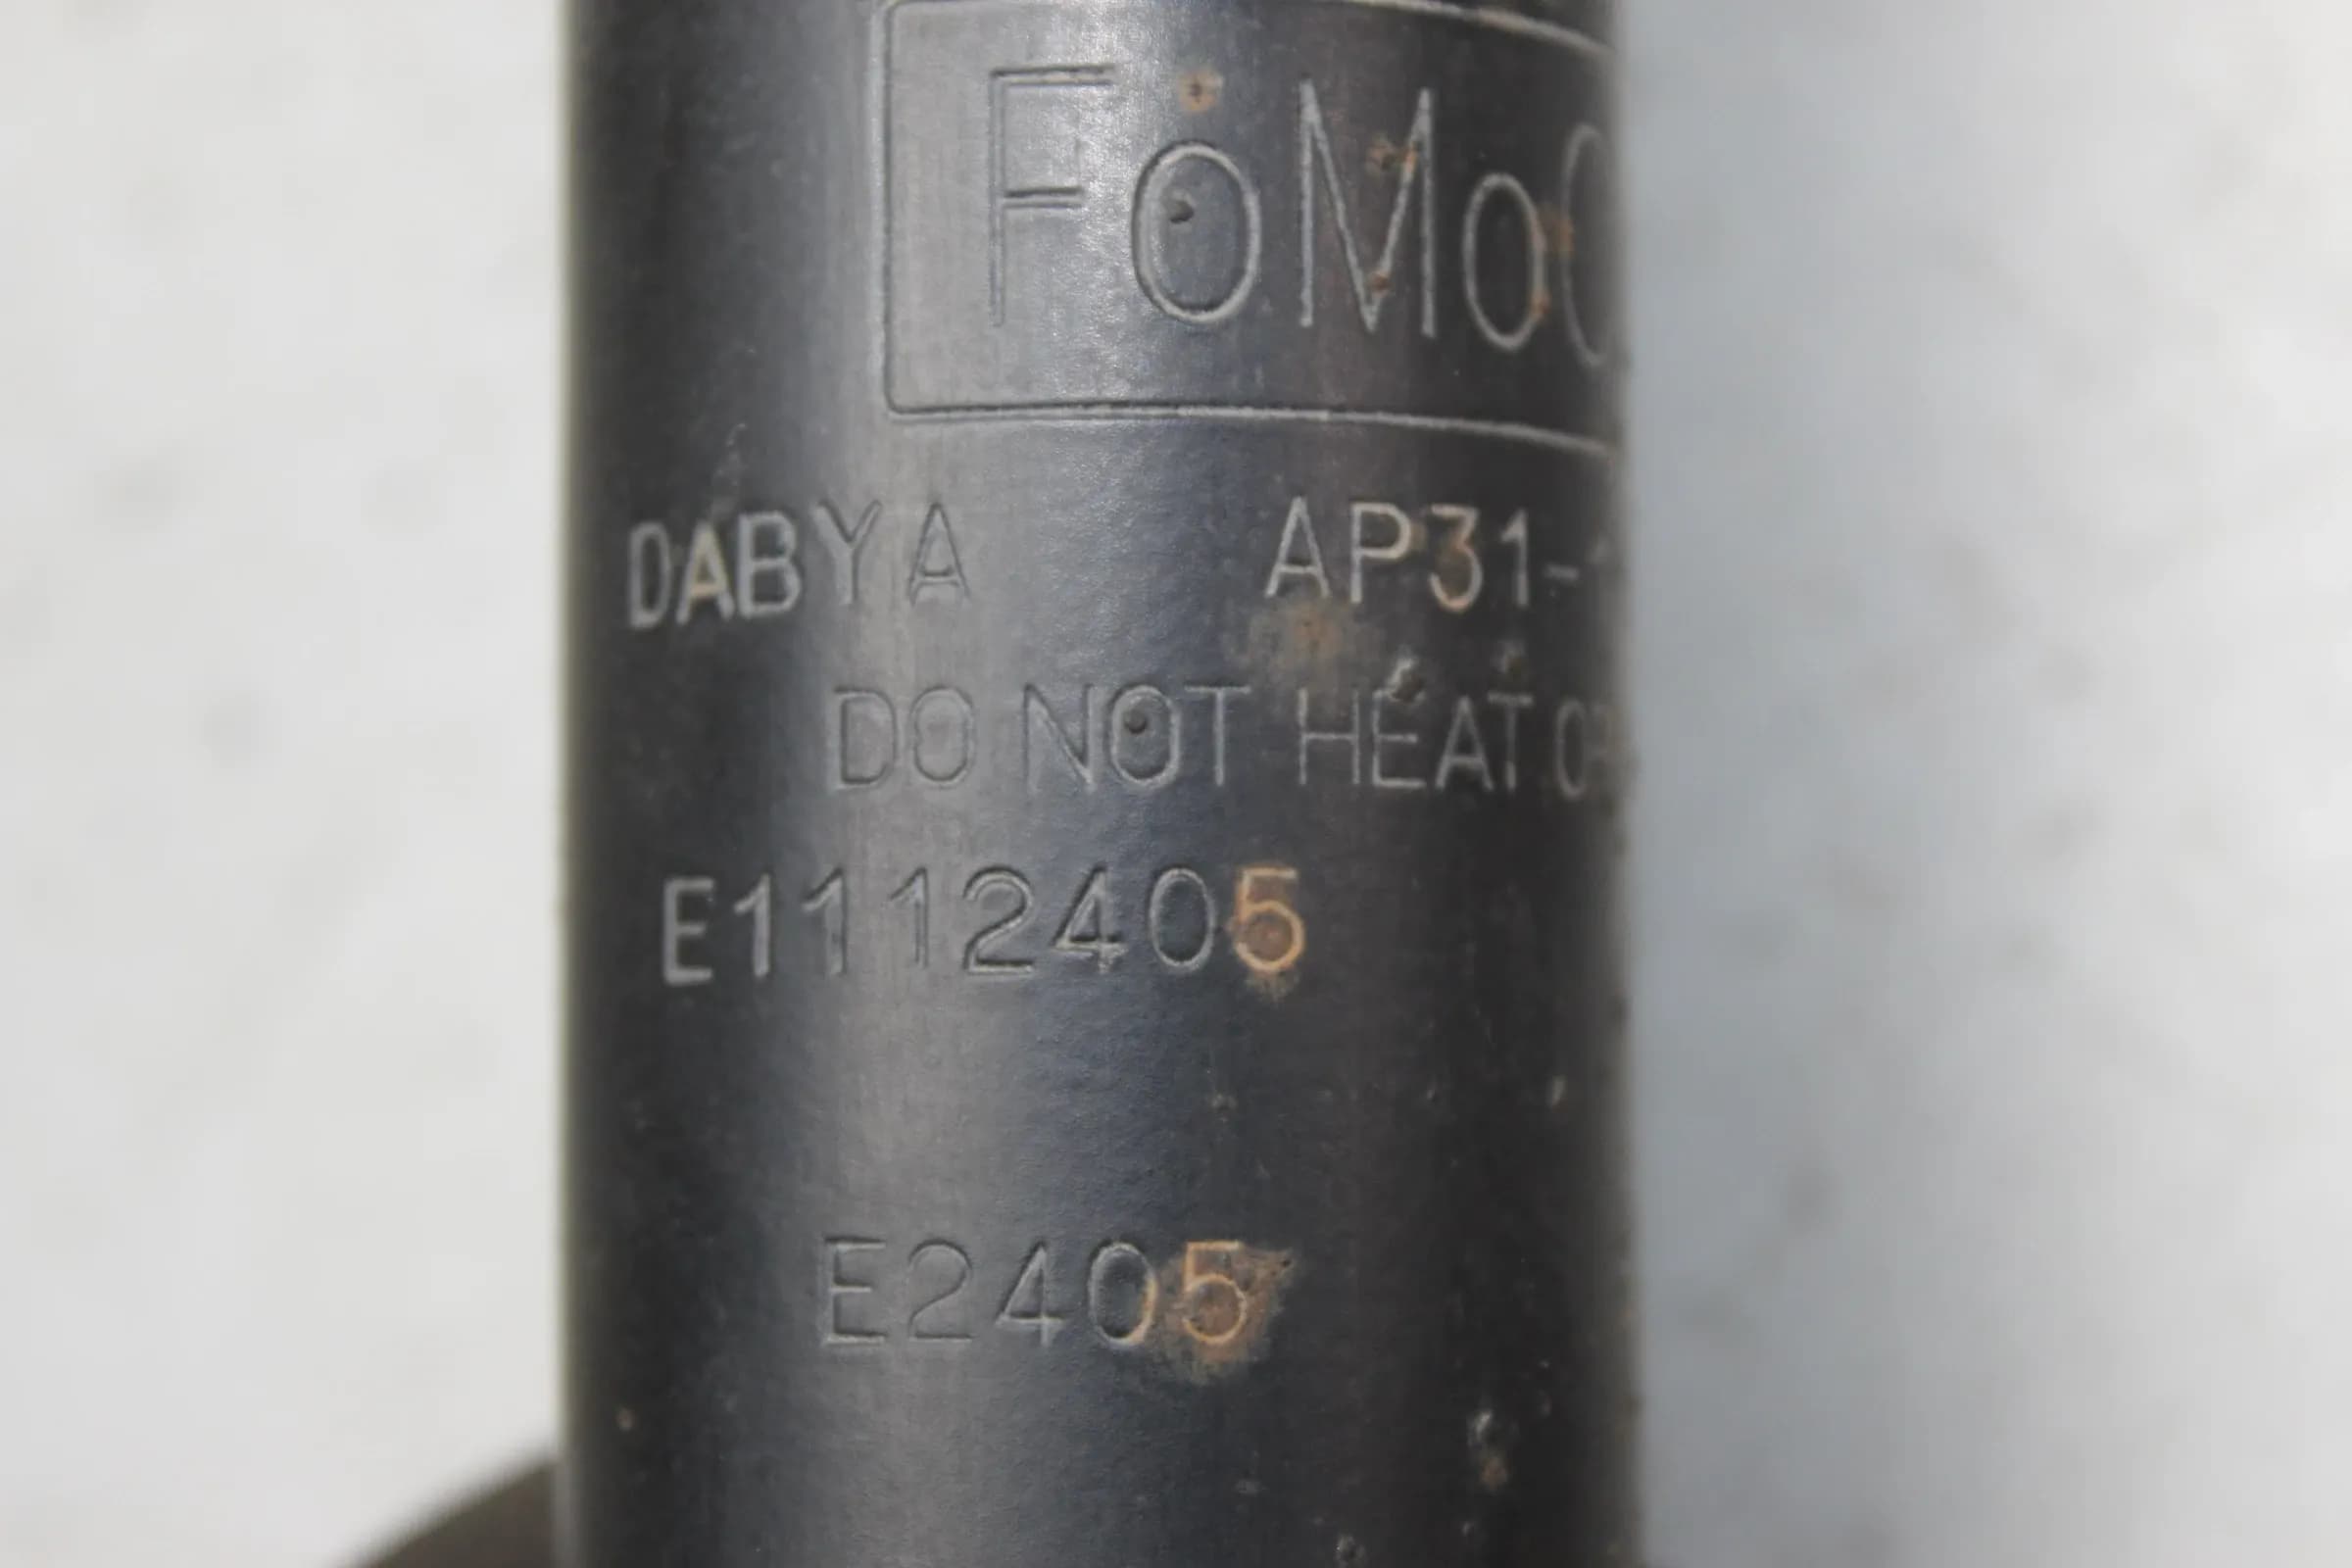 FoMoC
DABYA AP31-
DO NOT HEAT
E1112405
E2405